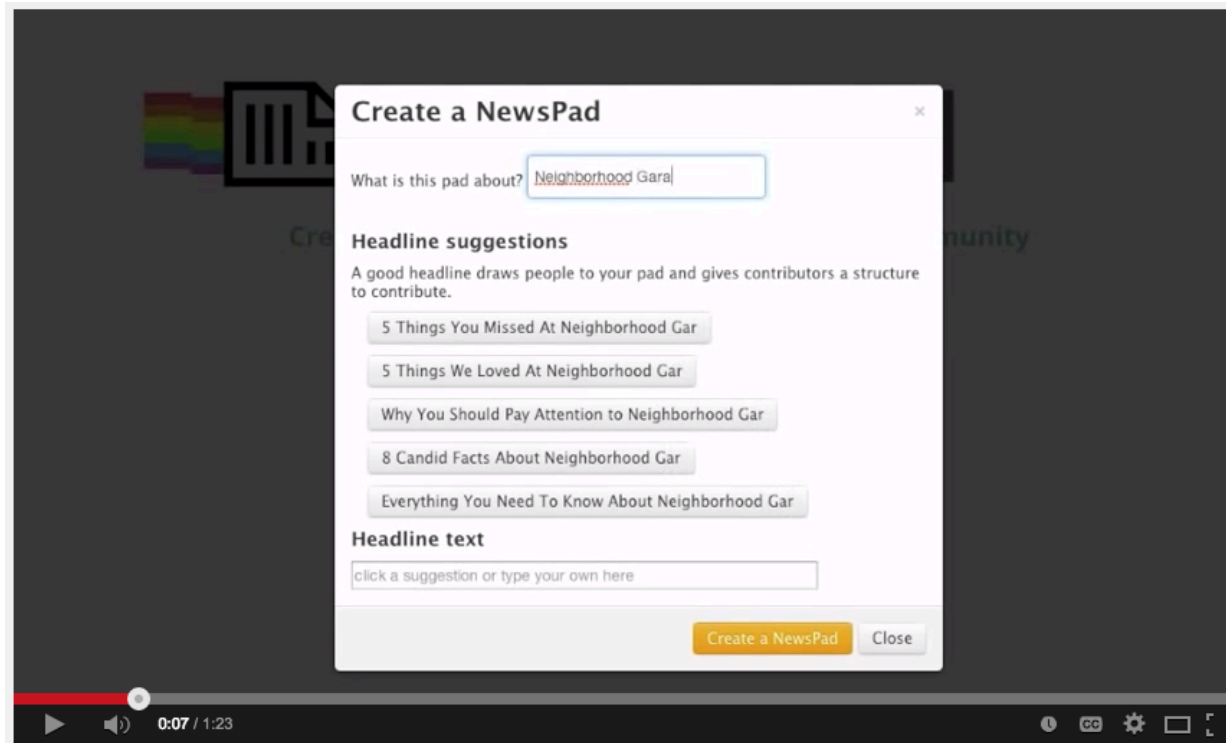 Create a NewsPad
×
What is this pad about? Neighborhood Gara
Cre
munity
Headline suggestions
A good headline draws people to your pad and gives contributors a structure
to contribute.
5 Things You Missed At Neighborhood Gar
5 Things We Loved At Neighborhood Gar
Why You Should Pay Attention to Neighborhood Gar
8 Candid Facts About Neighborhood Gar
Everything You Need To Know About Neighborhood Gar
Headline text
click a suggestion or type your own here
Create a NewsPad Close
0:07 / 1:23 CC